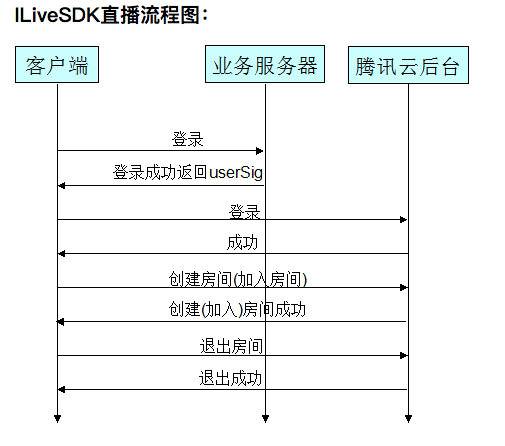 ILiveSDK直播流程图：
客户端
业务服务器
腾讯云后台
登录
登录成功返回userSig
登录
成功
创建房间(加入房间)
创建(加入)房间成功
退出房间
退出成功